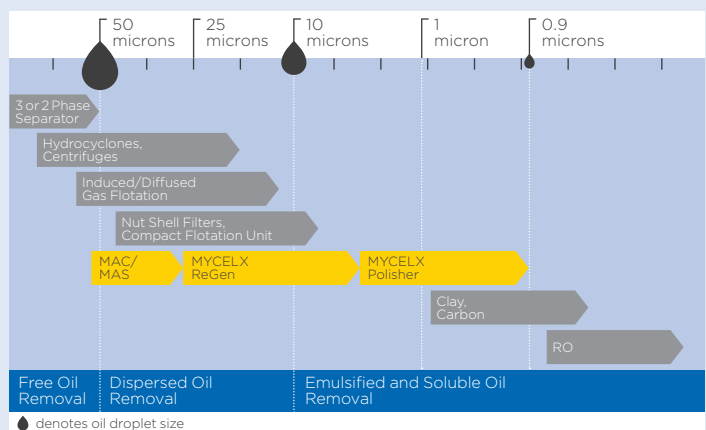 50
microns
25
microns
10
microns
1
micron
0.9
microns
3 or 2 Phase
Separator
Hydrocyclones,
Centrifuges
Induced/Diffused
Gas Flotation
Nut Shell Filters,
Compact Flotation Unit
MAC/
MAS
MYCELX
ReGen
MYCELX
Polisher
Clay,
Carbon
RO
Free Oil
Removal
Dispersed Oil
Removal
Emulsified and Soluble Oil
Removal
denotes oil droplet size